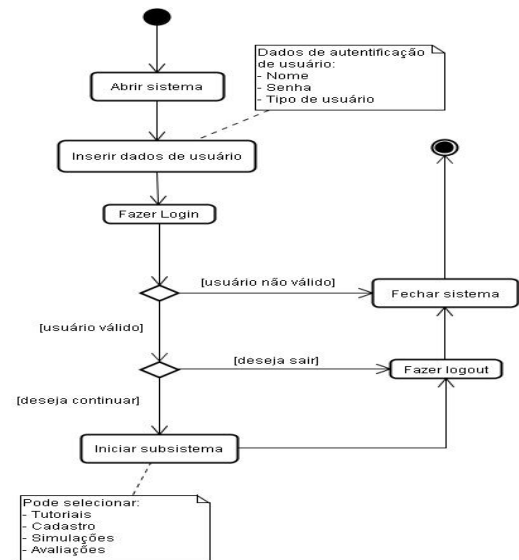 Dados de autentificação
de usuário:
- Nome
- Senha
- Tipo de usuário
Abrir sistema
Inserir dados de usuário
Fazer Login
[usuário não válido]
Fechar sistema
[usuário válido]
[deseja sair]
Fazer logout
[deseja continuar]
Iniciar subsistema
Pode selecionar:
- Tutoriais
- Cadastro
- Simulações
- Avaliações